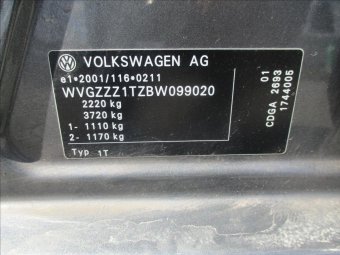 VOLKSWAGEN AG
e1*2001/116*0211
WVGZZZ1TZBW099020
2220 kg
3720 kg
1- 1110 kg
2- 1170 kg
Typ 1T
01
CDGA 2693
1744005